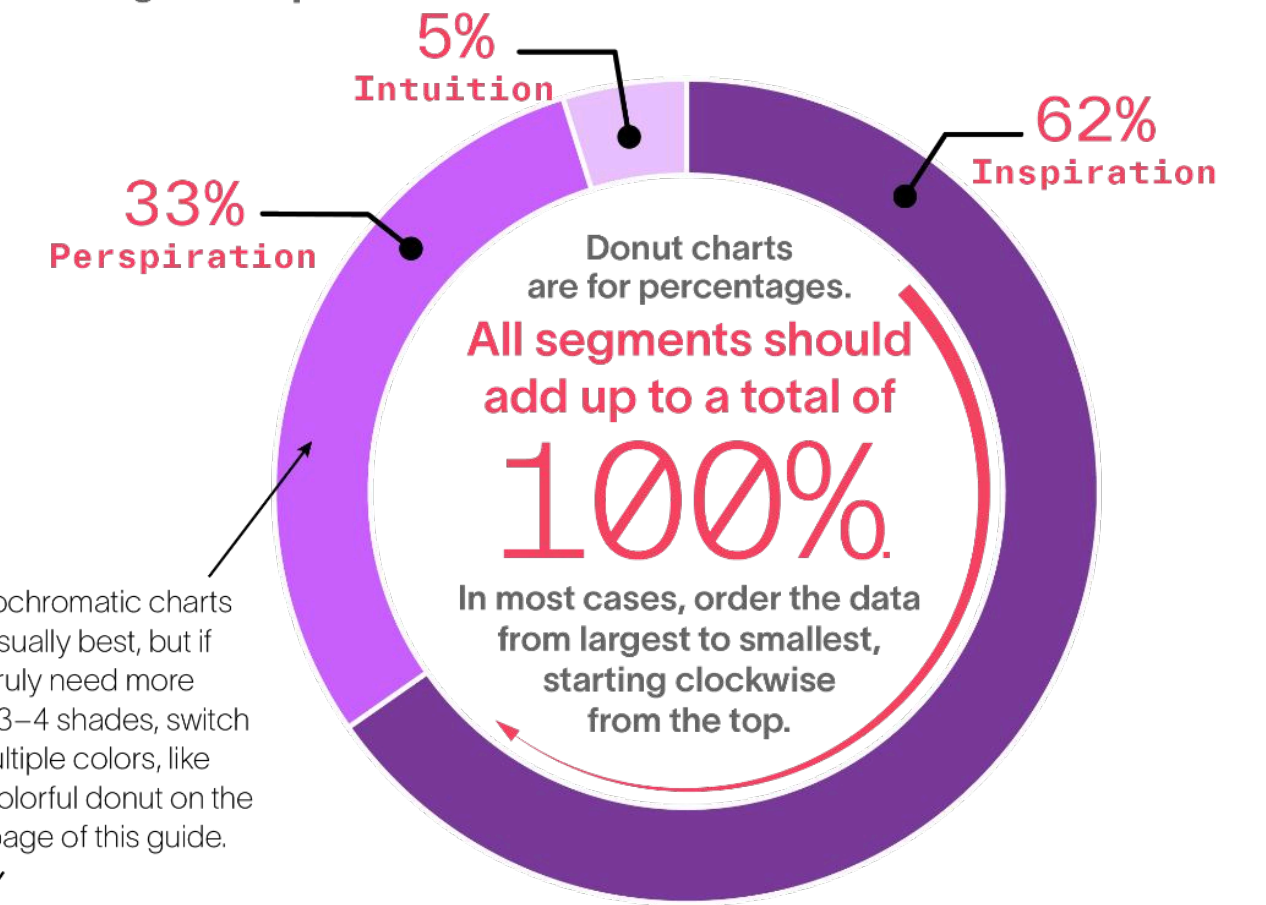 5%
Intuition
62%
Inspiration
33%
Perspiration
Donut charts
are for percentages.
All segments should
add up to a total of
100%.
In most cases, order the data
from largest to smallest,
starting clockwise
from the top.
ochromatic charts
sually best, but if
ruly need more
3–4 shades, switch
ultiple colors, like
olorful donut on the
page of this guide.